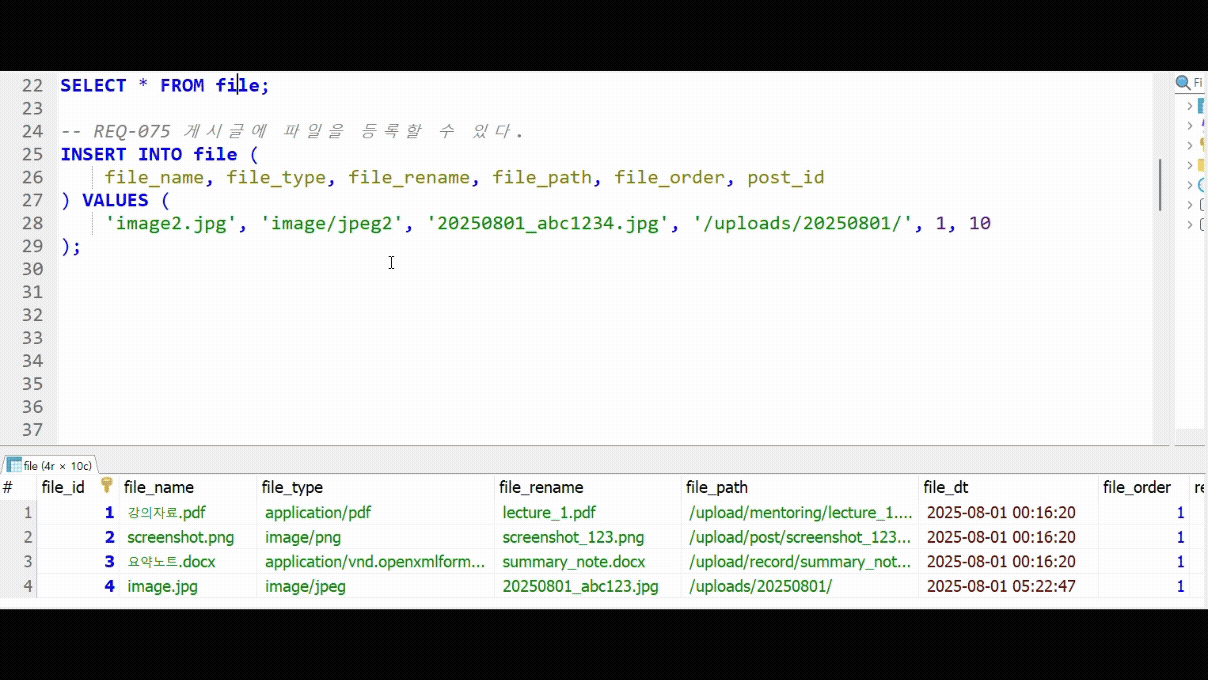 22 SELECT * FROM file;
23
24 -- REQ-075 게시글에 파일을 등록할 수 있다.
25 INSERT INTO file (
26 file_name, file_type, file_rename, file_path, file_order, post_id
27 ) VALUES (
28 'image2.jpg', 'image/jpeg2', '20250801_abc1234.jpg', '/uploads/20250801/', 1, 10
29 );
30
31
32
33
34
35
36
37
Fi
file (4r × 10c)
# file_id file_name file_type file_rename file_path file_dt file_order re
1 1 강의자료.pdf application/pdf lecture_1.pdf /upload/mentoring/lecture_1.... 2025-08-01 00:16:20 1
2 2 screenshot.png image/png screenshot_123.png /upload/post/screenshot_123... 2025-08-01 00:16:20 1
3 3 요약노트.docx application/vnd.openxmlform... summary_note.docx /upload/record/summary_not... 2025-08-01 00:16:20 1
4 4 image.jpg image/jpeg 20250801_abc123.jpg /uploads/20250801/ 2025-08-01 05:22:47 1